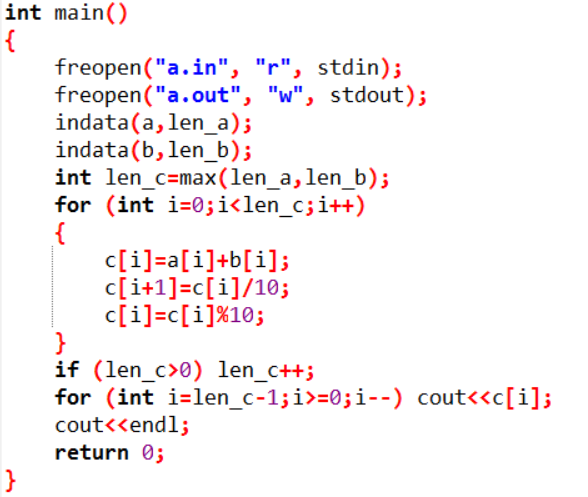 int main()
{
    freopen("a.in", "r", stdin);
    freopen("a.out", "w", stdout);
    indata(a,len_a);
    indata(b,len_b);
    int len_c=max(len_a,len_b);
    for (int i=0;i<len_c;i++)
    {
        c[i]=a[i]+b[i];
        c[i+1]=c[i]/10;
        c[i]=c[i]%10;
    }
    if (len_c>0) len_c++;
    for (int i=len_c-1;i>=0;i--) cout<<c[i];
    cout<<endl;
    return 0;
}